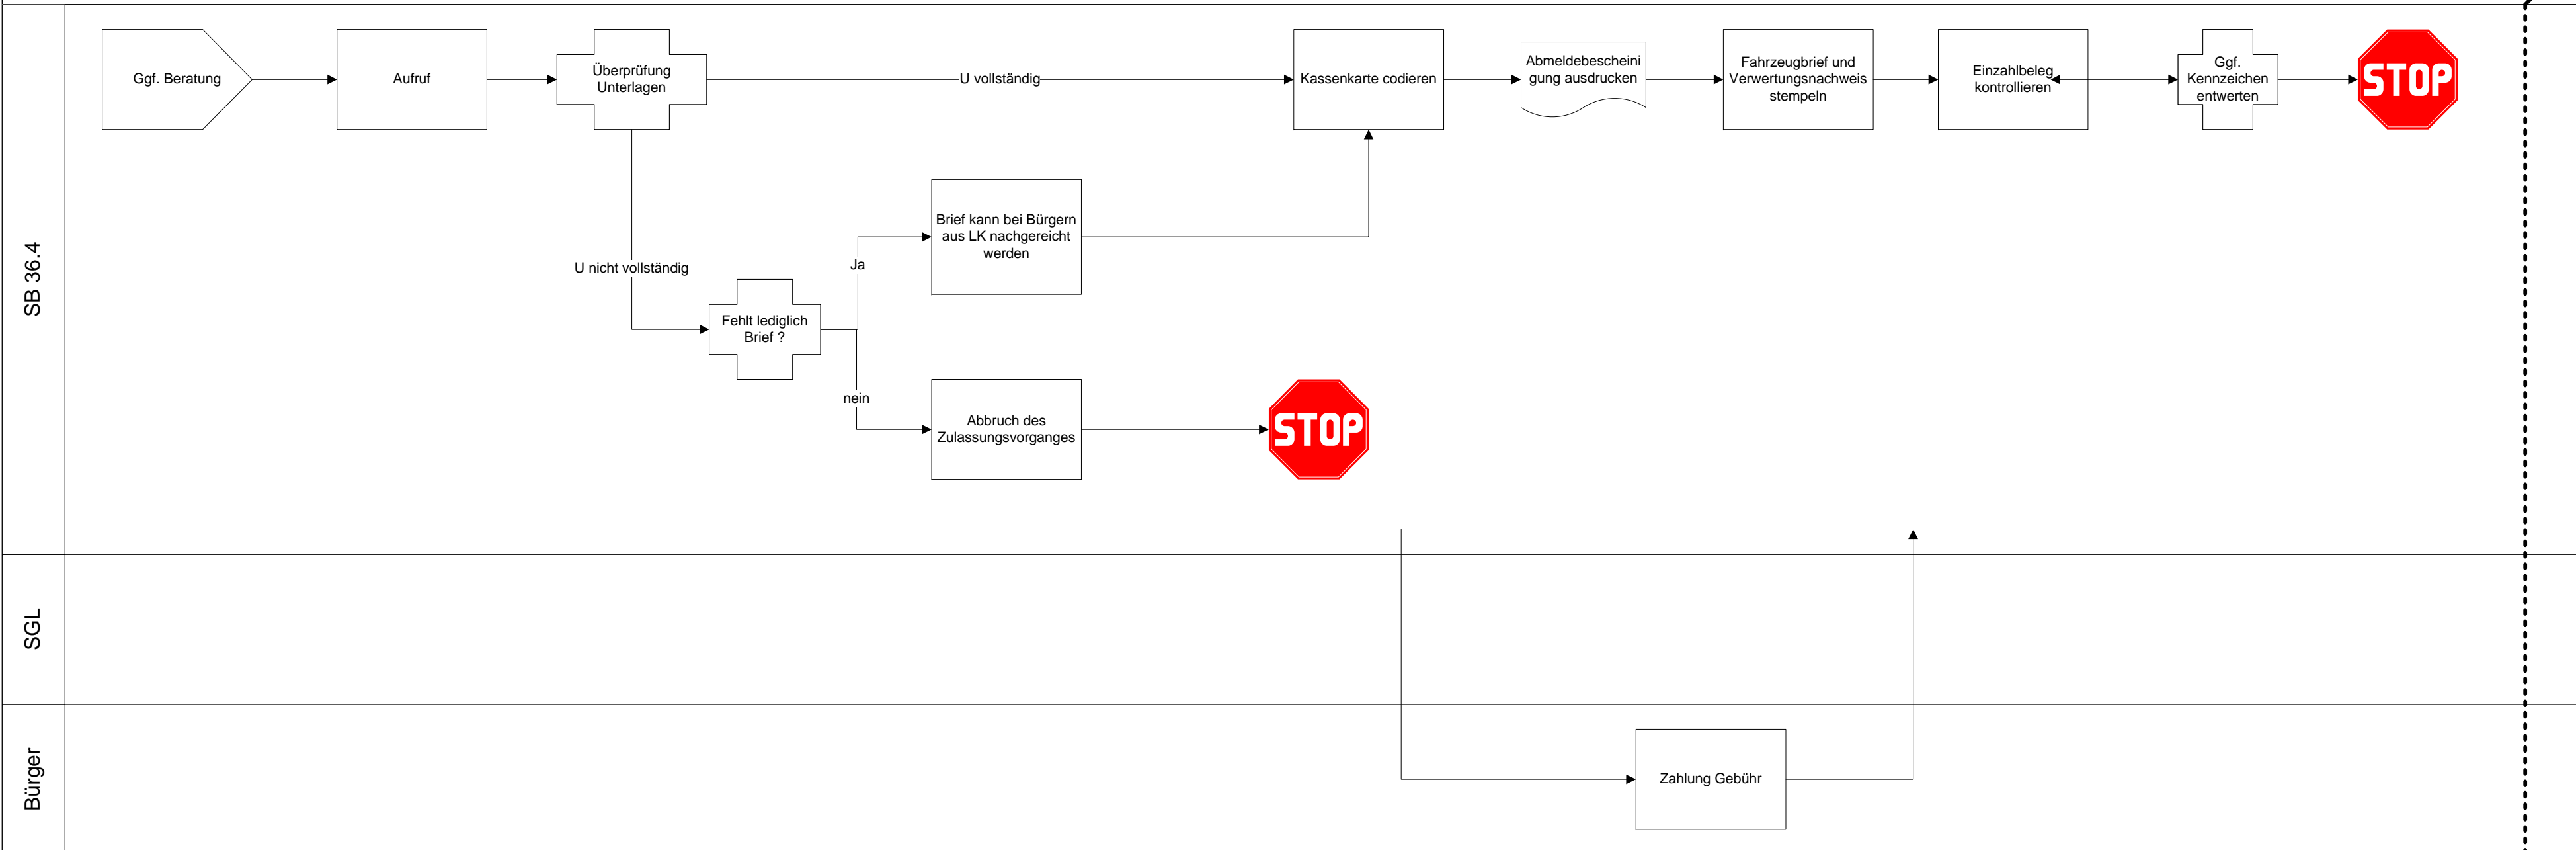 SB 36.4
Ggf. Beratung
Aufruf
Überprüfung
Unterlagen
U vollständig
Kassenkarte codieren
Abmeldebescheini
gung ausdrucken
Fahrzeugbrief und
Verwertungsnachweis
stempeln
Einzahlbeleg
kontrollieren
Ggf.
Kennzeichen
entwerten
STOP
U nicht vollständig
Fehlt lediglich
Brief ?
Ja
Brief kann bei Bürgern
aus LK nachgereicht
werden
nein
Abbruch des
Zulassungsvorganges
STOP
SGL
Bürger
Zahlung Gebühr